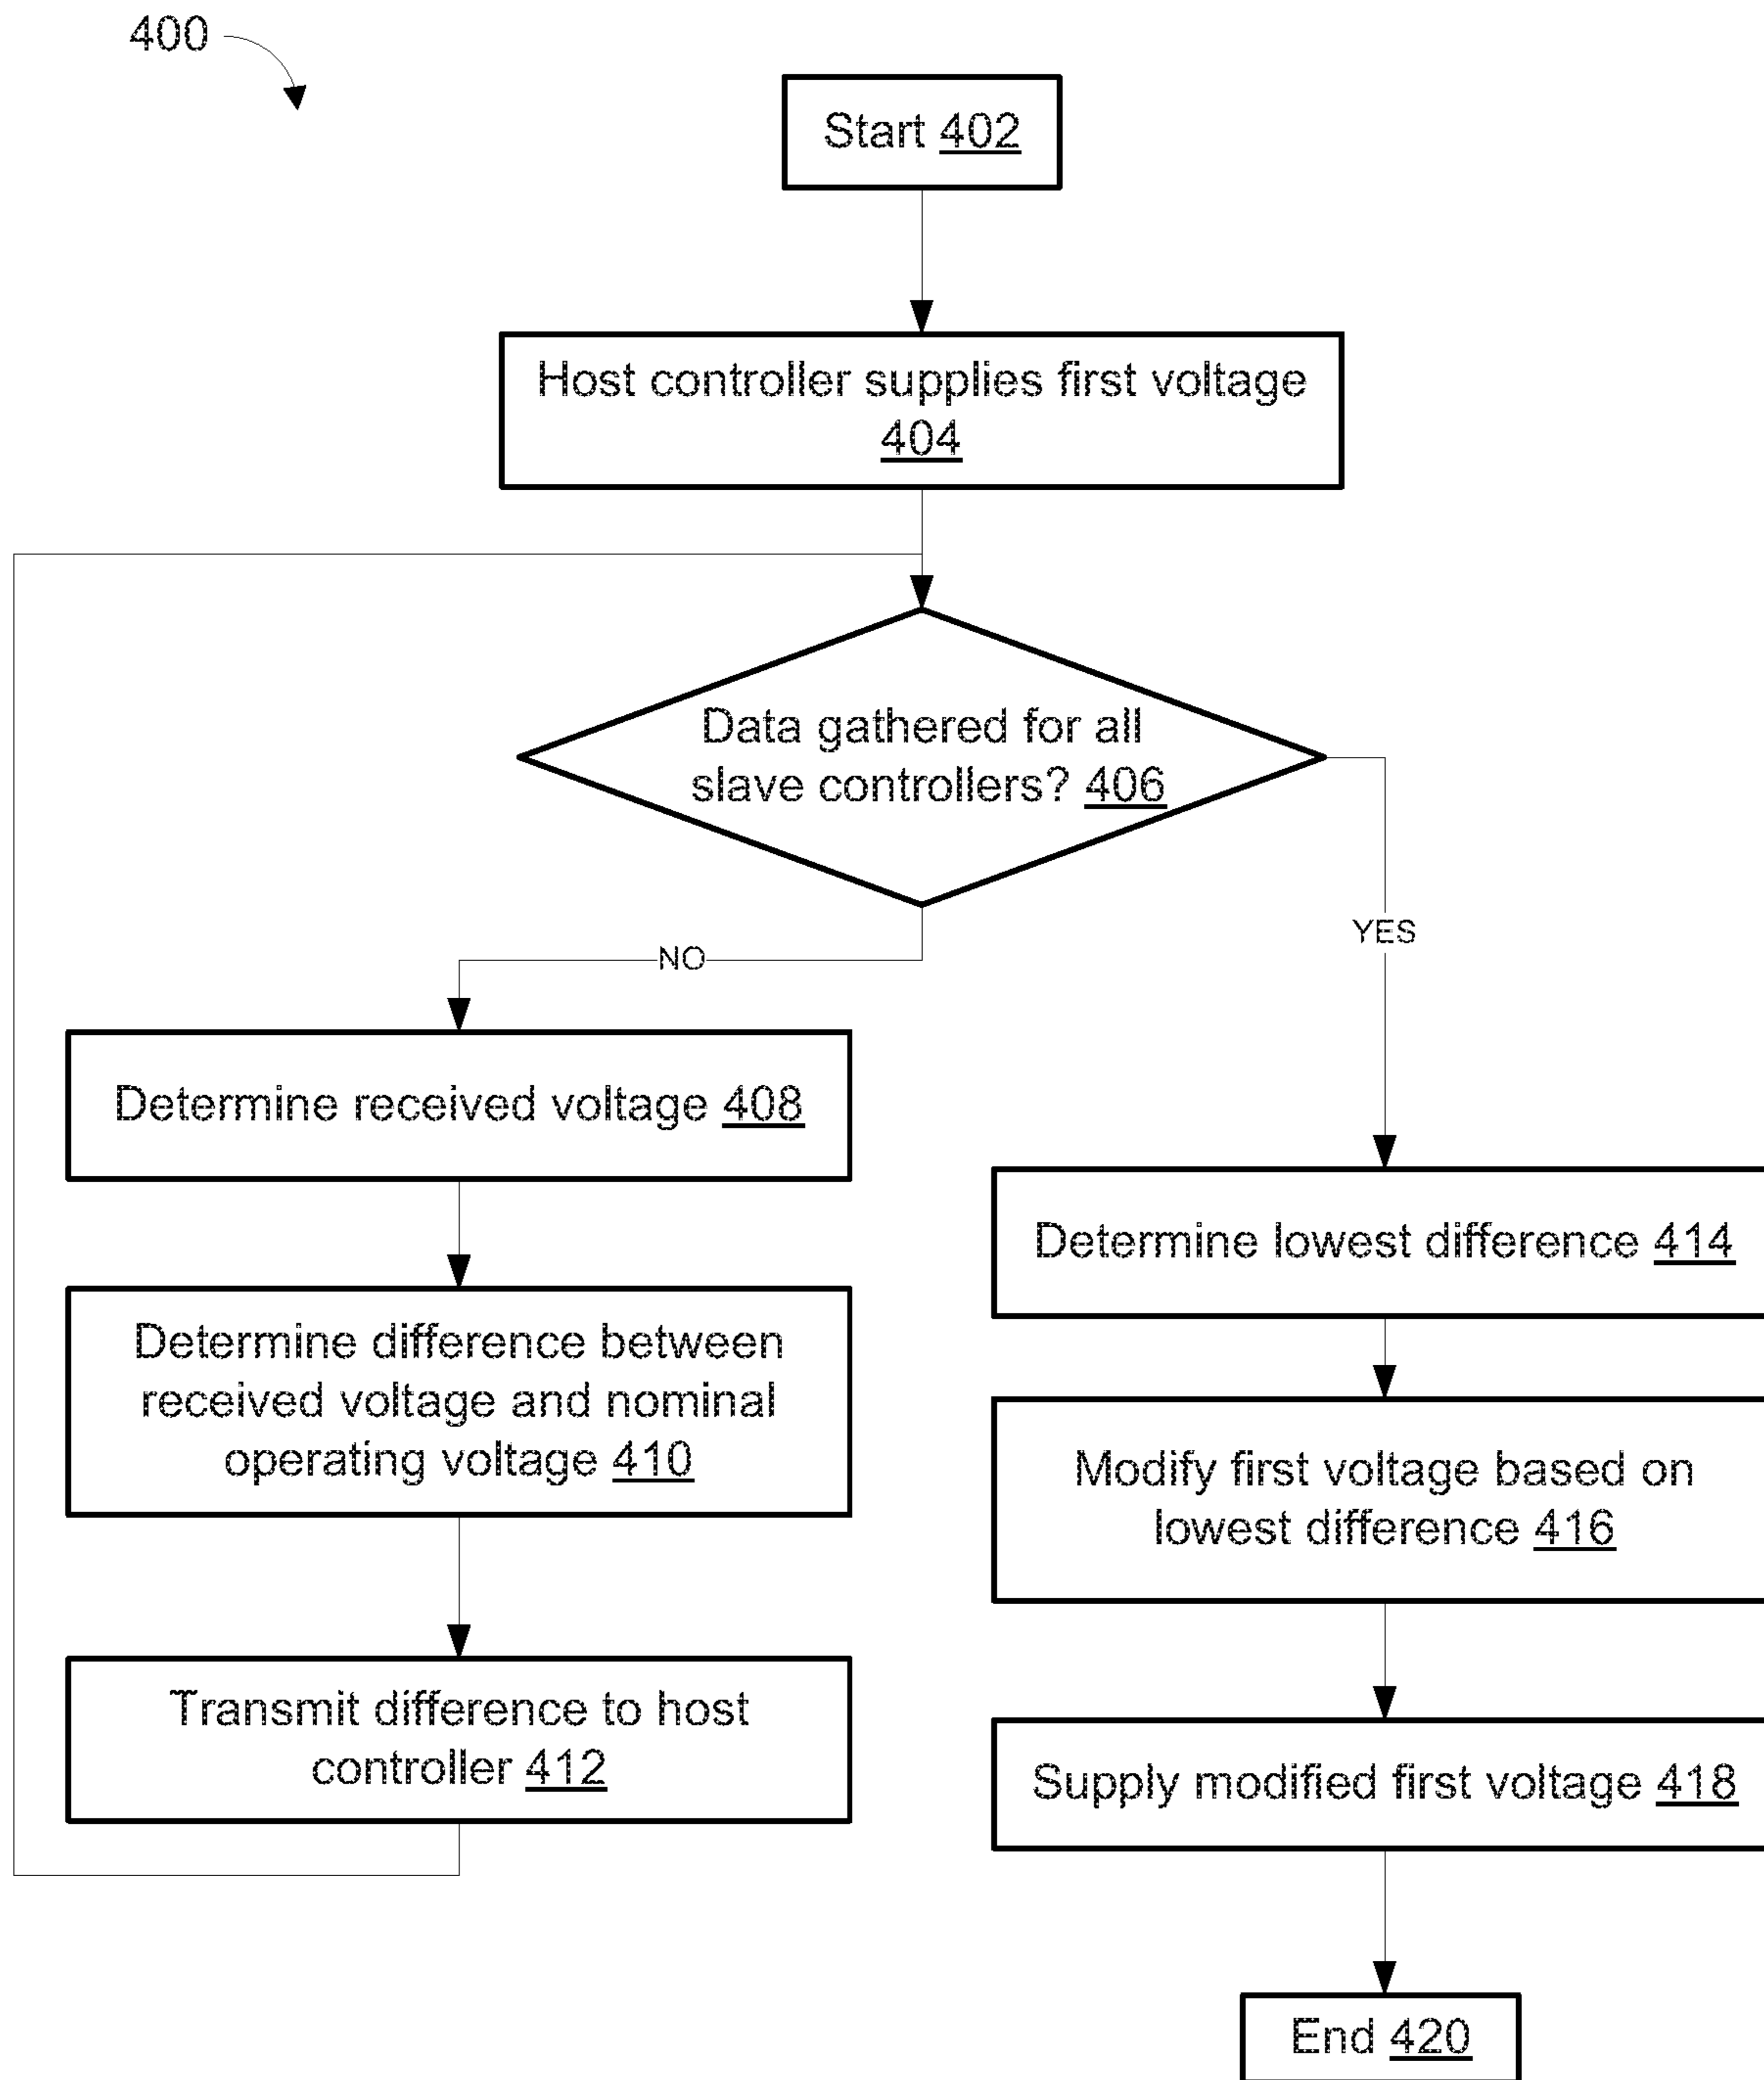 400
Start 402
Host controller supplies first voltage
404
Data gathered for all
slave controllers? 406
NO
YES
Determine received voltage 408
Determine difference between
received voltage and nominal
operating voltage 410
Transmit difference to host
controller 412
Determine lowest difference 414
Modify first voltage based on
lowest difference 416
Supply modified first voltage 418
End 420